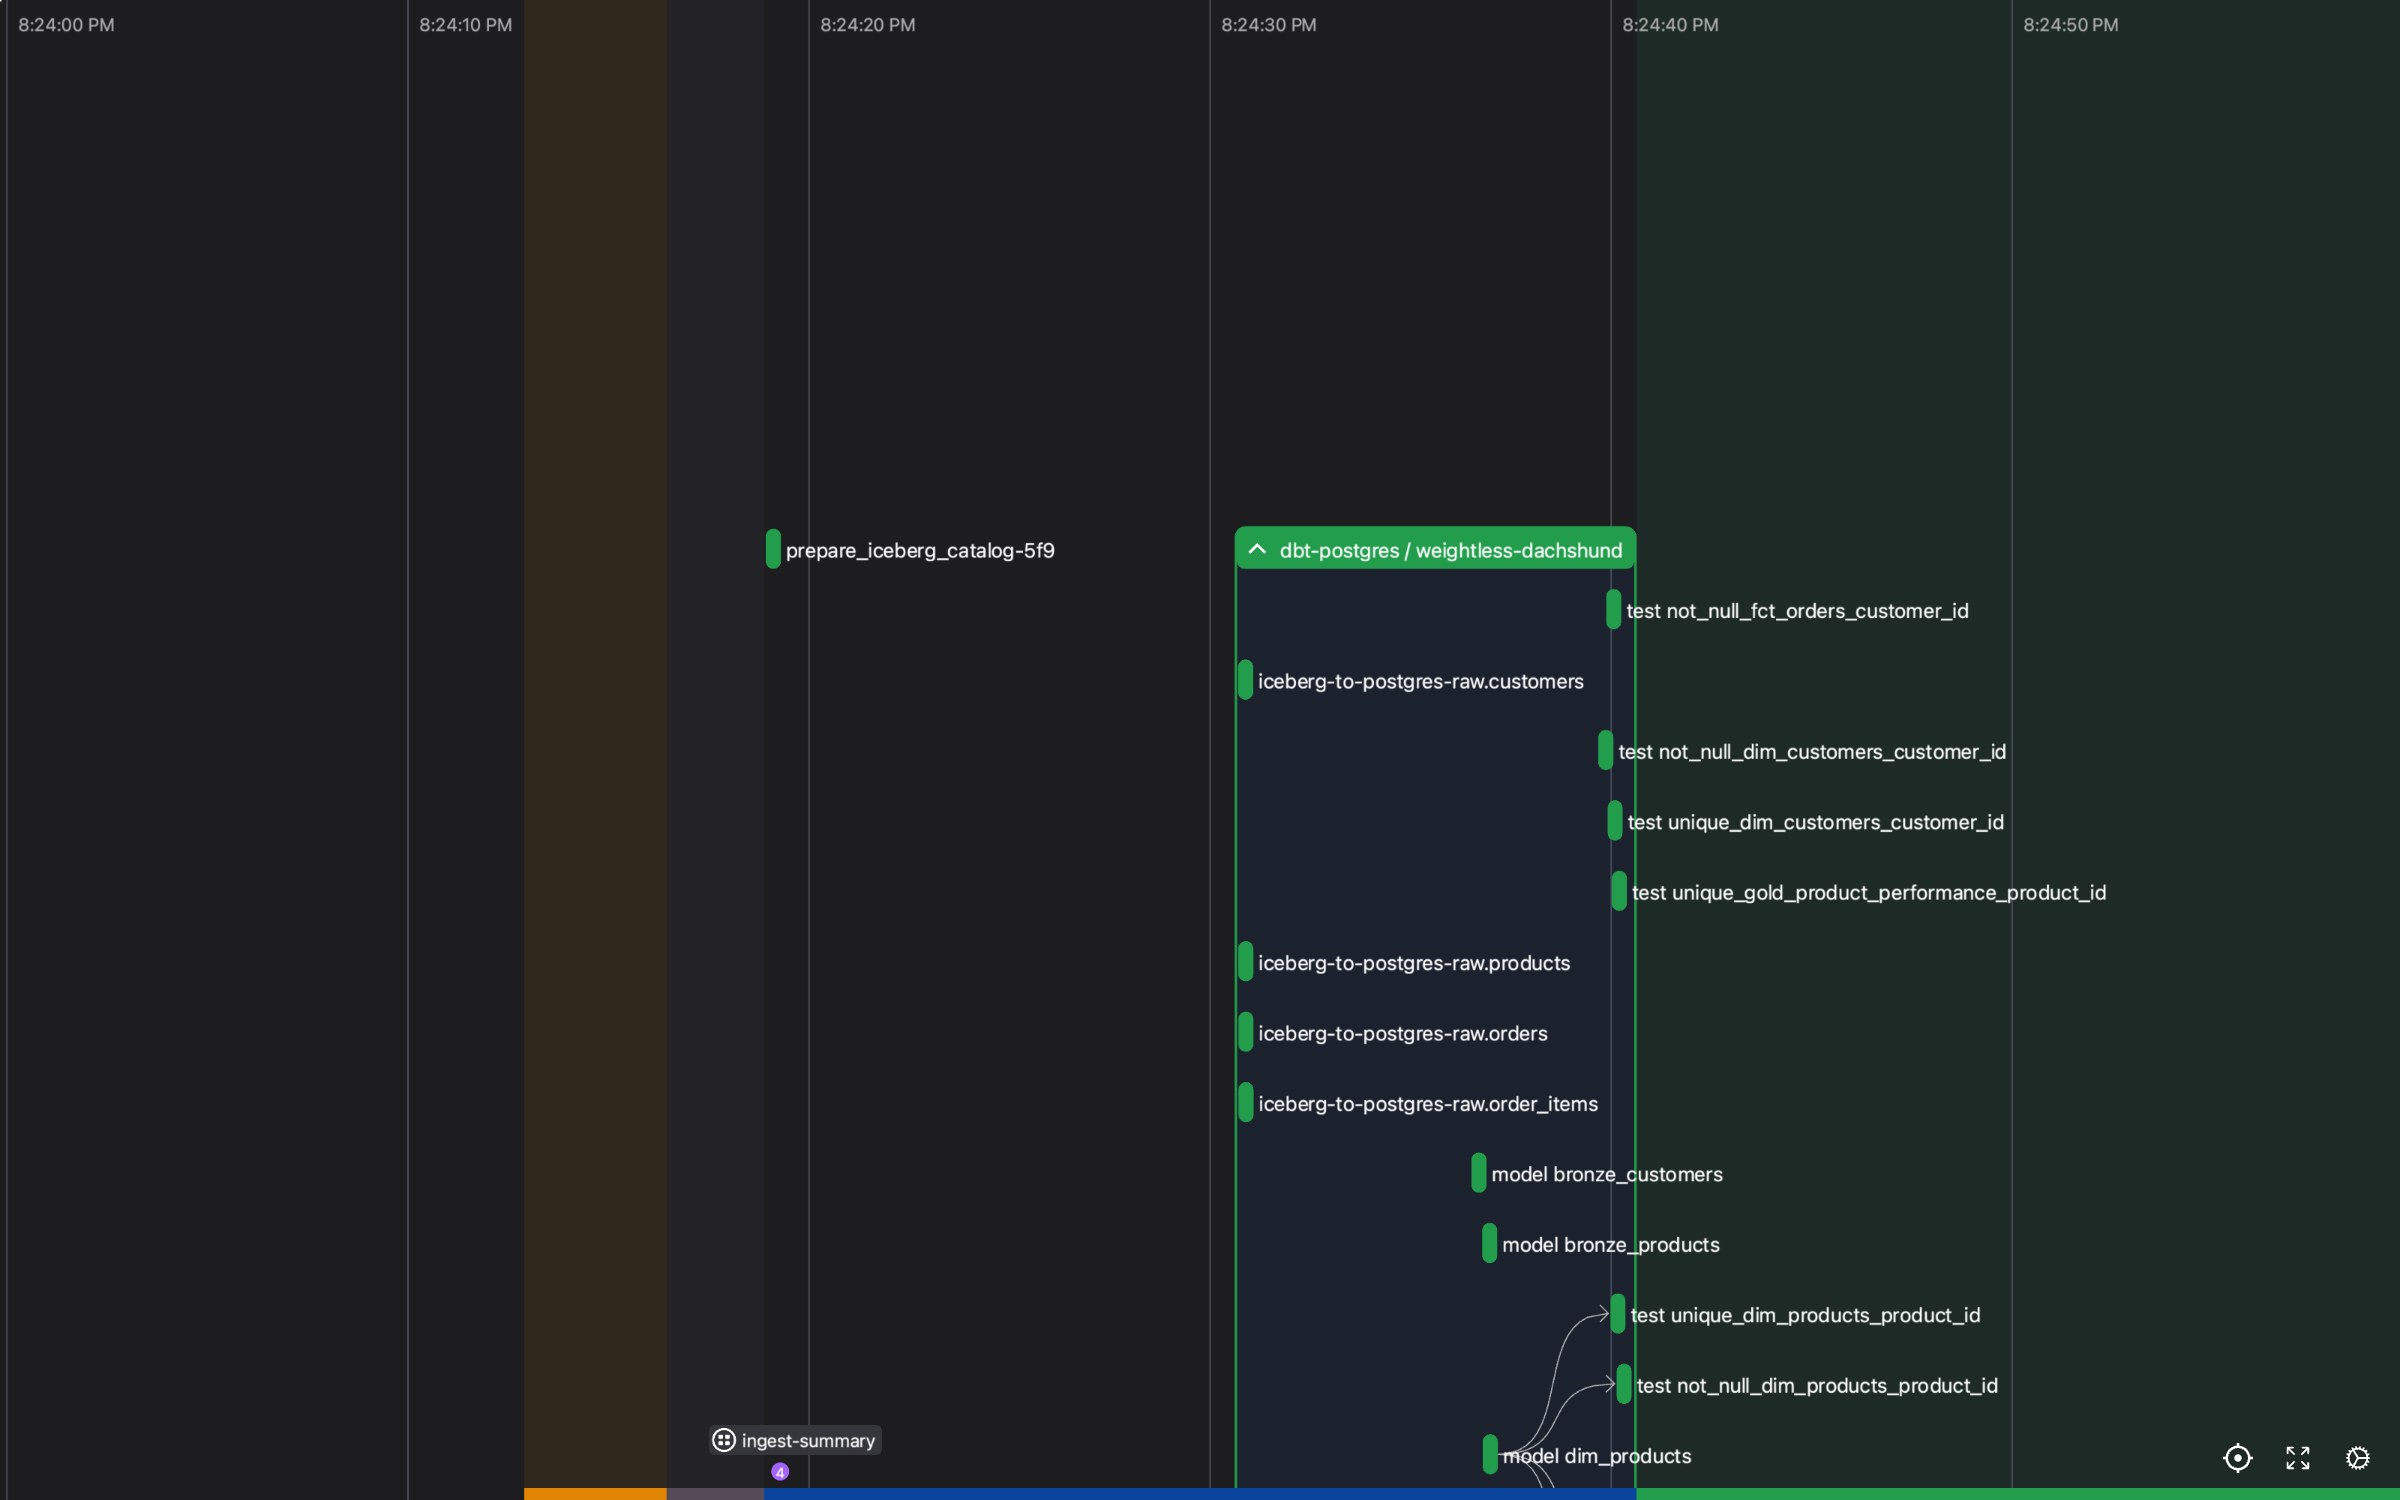 8:24:00 PM
8:24:10 PM
8:24:20 PM
8:24:30 PM
8:24:40 PM
8:24:50 PM
prepare_iceberg_catalog-5f9
dbt-postgres / weightless-dachshund
test not_null_fct_orders_customer_id
iceberg-to-postgres-raw.customers
test not_null_dim_customers_customer_id
test unique_dim_customers_customer_id
test unique_gold_product_performance_product_id
iceberg-to-postgres-raw.products
iceberg-to-postgres-raw.orders
iceberg-to-postgres-raw.order_items
model bronze_customers
model bronze_products
test unique_dim_products_product_id
test not_null_dim_products_product_id
ingest-summary
model dim_products
4